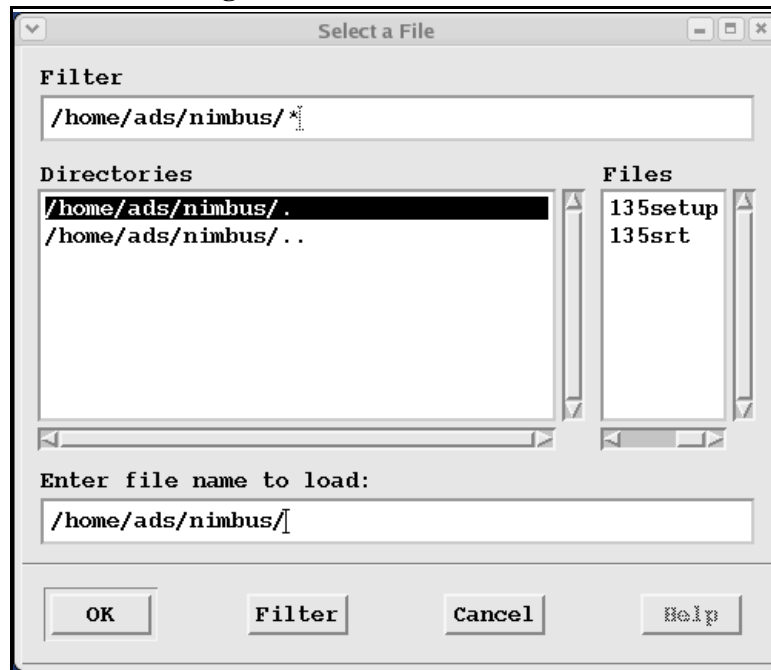 Select a File
Filter
/home/ads/nimbus/*
Directories
Files
/home/ads/nimbus/.
/home/ads/nimbus/..
135setup
135srt
Enter file name to load:
/home/ads/nimbus/
OK
Filter
Cancel
Help